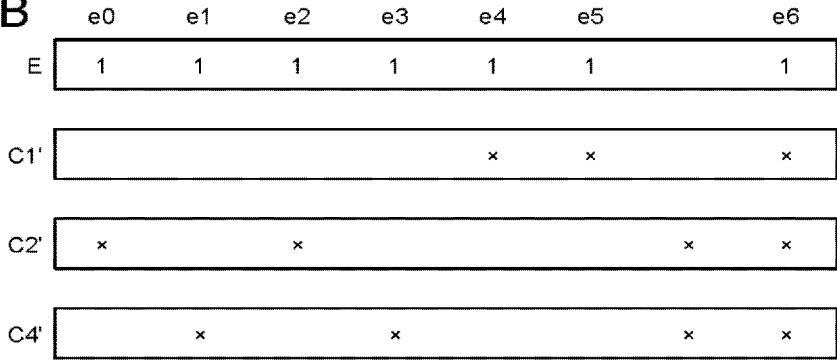 B
e0 e1 e2 e3 e4 e5 e6
E 1 1 1 1 1 1 1
C1' × × ×
C2' × × × ×
C4' × × × ×